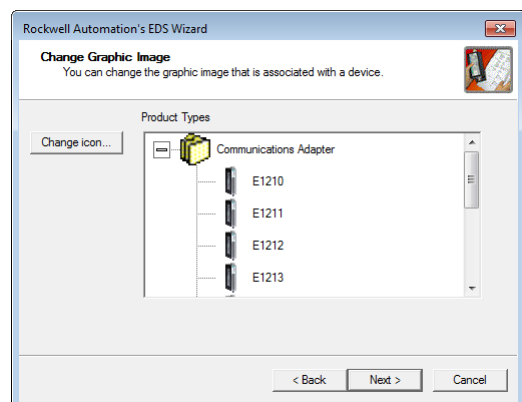 Rockwell Automation's EDS Wizard
Change Graphic Image
You can change the graphic image that is associated with a device.
Product Types
Change icon...
Communications Adapter
E1210
E1211
E1212
E1213
< Back
Next >
Cancel